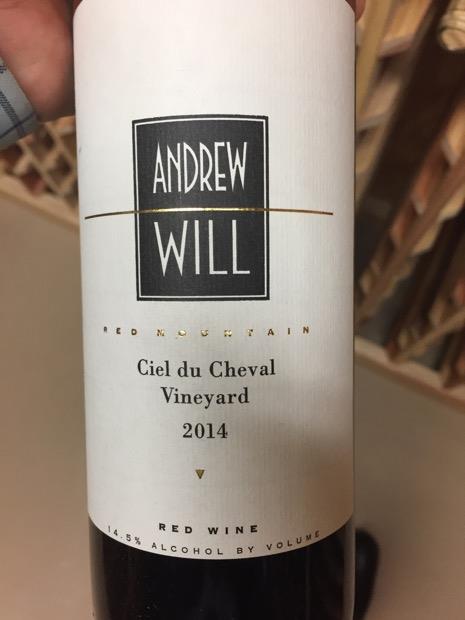 ANDREW
WILL
RED MOUNTAIN
Ciel du Cheval
Vineyard
2014
RED WINE
14.5% ALCOHOL BY VOLUME